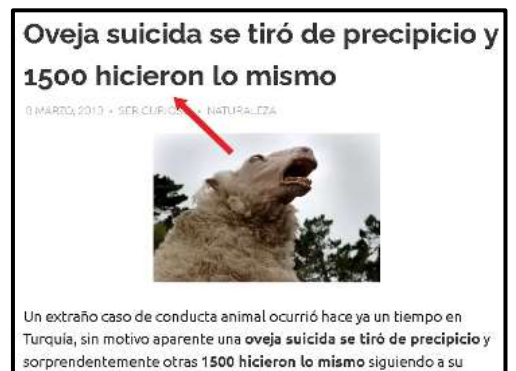 Oveja suicida se tiró de precipicio y
1500 hicieron lo mismo
8 MARZO, 2013 • SER CURIOSO • NATURALEZA
Un extraño caso de conducta animal ocurrió hace ya un tiempo en
Turquía, sin motivo aparente una oveja suicida se tiró de precipicio y
sorprendentemente otras 1500 hicieron lo mismo siguiendo a su